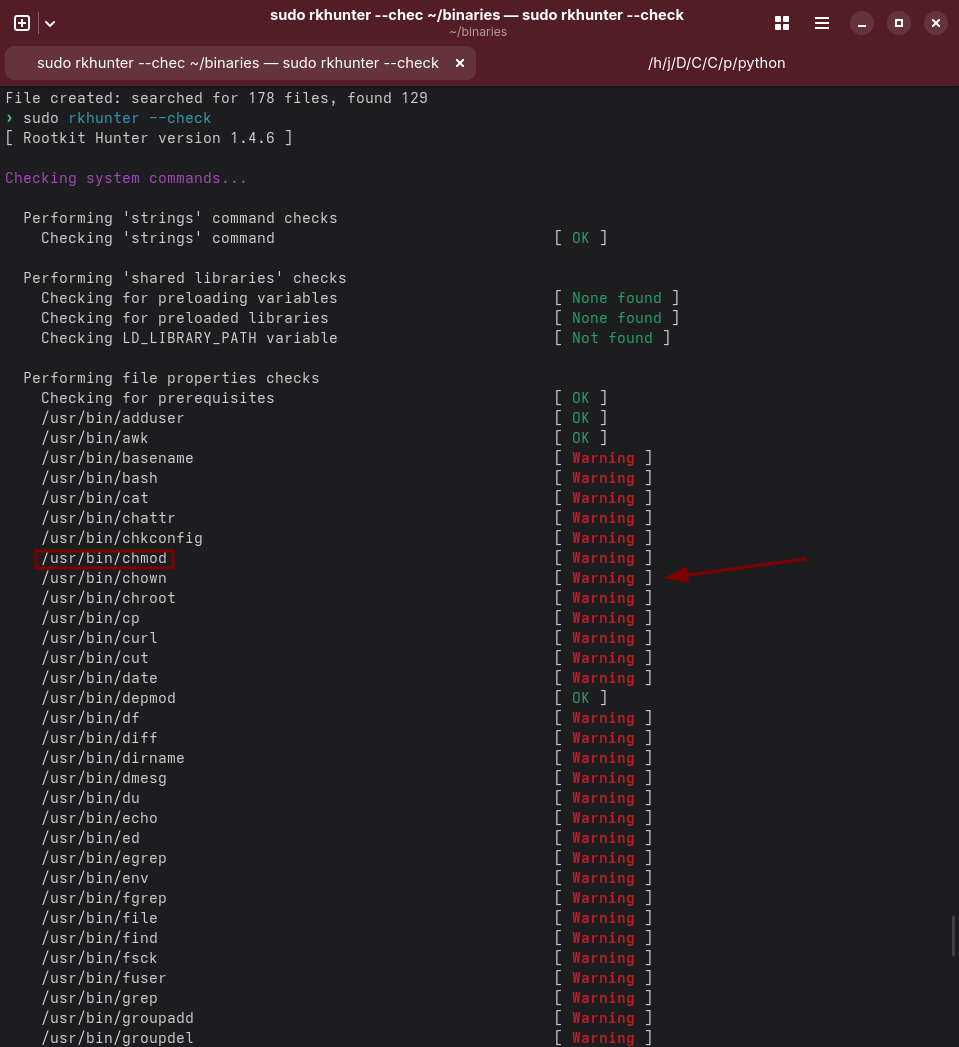 sudo rkhunter --chec ~/binaries — sudo rkhunter --check
~/binaries
sudo rkhunter --chec ~/binaries — sudo rkhunter --check
/h/j/D/C/C/p/python
File created: searched for 178 files, found 129
› sudo rkhunter --check
[ Rootkit Hunter version 1.4.6 ]
Checking system commands...
Performing 'strings' command checks
Checking 'strings' command [ OK ]
Performing 'shared libraries' checks
Checking for preloading variables [ None found ]
Checking for preloaded libraries [ None found ]
Checking LD_LIBRARY_PATH variable [ Not found ]
Performing file properties checks
Checking for prerequisites [ OK ]
/usr/bin/adduser [ OK ]
/usr/bin/awk [ OK ]
/usr/bin/basename [ Warning ]
/usr/bin/bash [ Warning ]
/usr/bin/cat [ Warning ]
/usr/bin/chattr [ Warning ]
/usr/bin/chkconfig [ Warning ]
/usr/bin/chmod [ Warning ]
/usr/bin/chown [ Warning ]
/usr/bin/chroot [ Warning ]
/usr/bin/cp [ Warning ]
/usr/bin/curl [ Warning ]
/usr/bin/cut [ Warning ]
/usr/bin/date [ Warning ]
/usr/bin/depmod [ OK ]
/usr/bin/df [ Warning ]
/usr/bin/diff [ Warning ]
/usr/bin/dirname [ Warning ]
/usr/bin/dmesg [ Warning ]
/usr/bin/du [ Warning ]
/usr/bin/echo [ Warning ]
/usr/bin/ed [ Warning ]
/usr/bin/egrep [ Warning ]
/usr/bin/env [ Warning ]
/usr/bin/fgrep [ Warning ]
/usr/bin/file [ Warning ]
/usr/bin/find [ Warning ]
/usr/bin/fsck [ Warning ]
/usr/bin/fuser [ Warning ]
/usr/bin/grep [ Warning ]
/usr/bin/groupadd [ Warning ]
/usr/bin/groupdel [ Warning ]